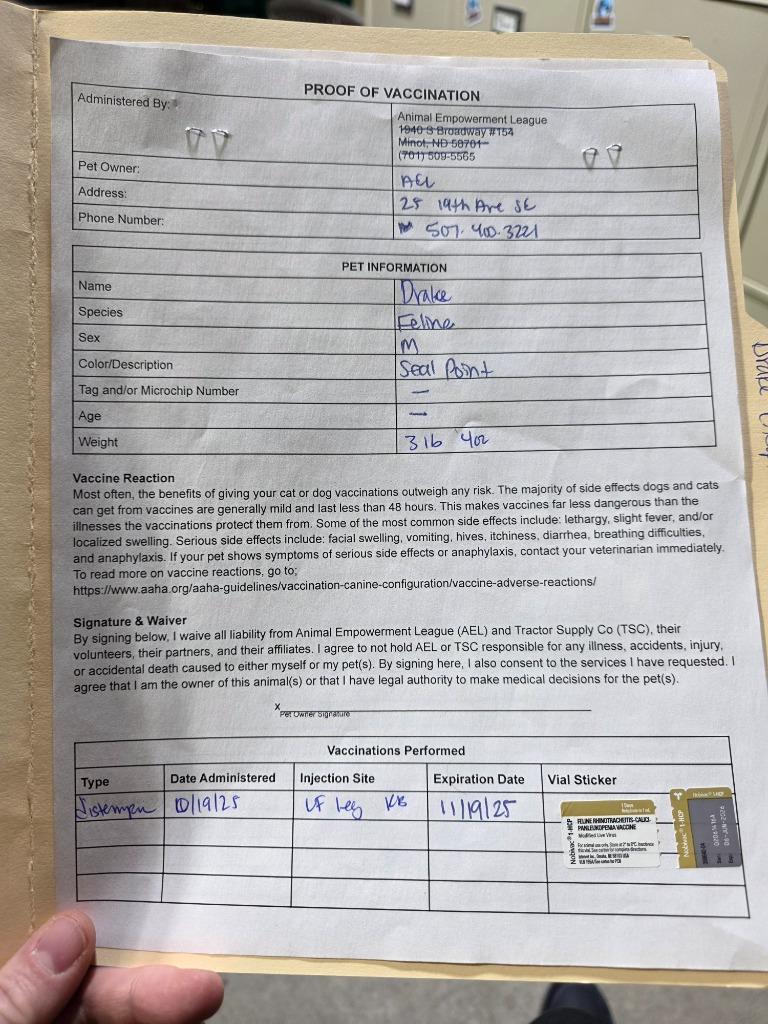 PROOF OF VACCINATION
Administered By:
Animal Empowerment League
1940 S Broadway #154
Minot, ND 58701
(701) 509-5565
Pet Owner: AEL
Address: 25 19th Ave SE
Phone Number: 507.400.3221
PET INFORMATION
Name Drake
Species Feline
Sex M
Color/Description Seal Point
Tag and/or Microchip Number —
Age —
Weight 3 lb 4oz
Vaccine Reaction
Most often, the benefits of giving your cat or dog vaccinations outweigh any risk. The majority of side effects dogs and cats
can get from vaccines are generally mild and last less than 48 hours. This makes vaccines far less dangerous than the
illnesses the vaccinations protect them from. Some of the most common side effects include: lethargy, slight fever, and/or
localized swelling. Serious side effects include: facial swelling, vomiting, hives, itchiness, diarrhea, breathing difficulties,
and anaphylaxis. If your pet shows symptoms of serious side effects or anaphylaxis, contact your veterinarian immediately.
To read more on vaccine reactions, go to:
https://www.aaha.org/aaha-guidelines/vaccination-canine-configuration/vaccine-adverse-reactions/
Signature & Waiver
By signing below, I waive all liability from Animal Empowerment League (AEL) and Tractor Supply Co (TSC), their
volunteers, their partners, and their affiliates. I agree to not hold AEL or TSC responsible for any illness, accidents, injury,
or accidental death caused to either myself or my pet(s). By signing here, I also consent to the services I have requested. I
agree that I am the owner of this animal(s) or that I have legal authority to make medical decisions for the pet(s).
x
Pet Owner Signature
Vaccinations Performed
Type Date Administered Injection Site Expiration Date Vial Sticker
Distemper 10/19/25 LF Leg KB 11/19/25
Nobivac® 1-HCP
FELINE RHINOTRACHEITIS-CALICI-
PANLEUKOPENIA VACCINE
Modified Live Virus
Nobivac® 1-HCP
Nobivac® 1-HCP
Drake